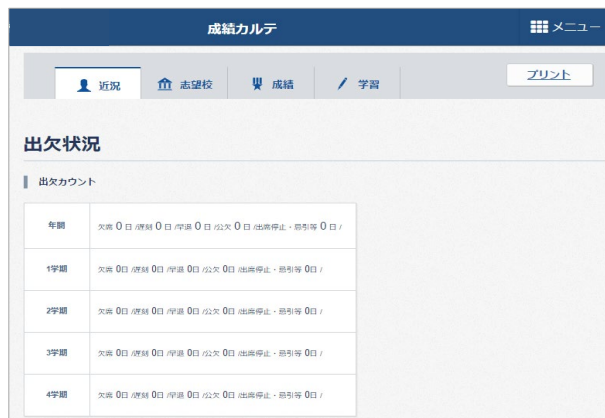 成績カルテ
メニュー
近況 志望校 成績 学習
プリント
出欠状況
出欠カウント
年間 欠席 0 日 /遅刻 0 日 /早退 0 日 /公欠 0 日 /出席停止・忌引等 0 日 /
1学期 欠席 0日 /遅刻 0日 /早退 0日 /公欠 0日 /出席停止・忌引等 0日 /
2学期 欠席 0日 /遅刻 0日 /早退 0日 /公欠 0日 /出席停止・忌引等 0日 /
3学期 欠席 0日 /遅刻 0日 /早退 0日 /公欠 0日 /出席停止・忌引等 0日 /
4学期 欠席 0日 /遅刻 0日 /早退 0日 /公欠 0日 /出席停止・忌引等 0日 /